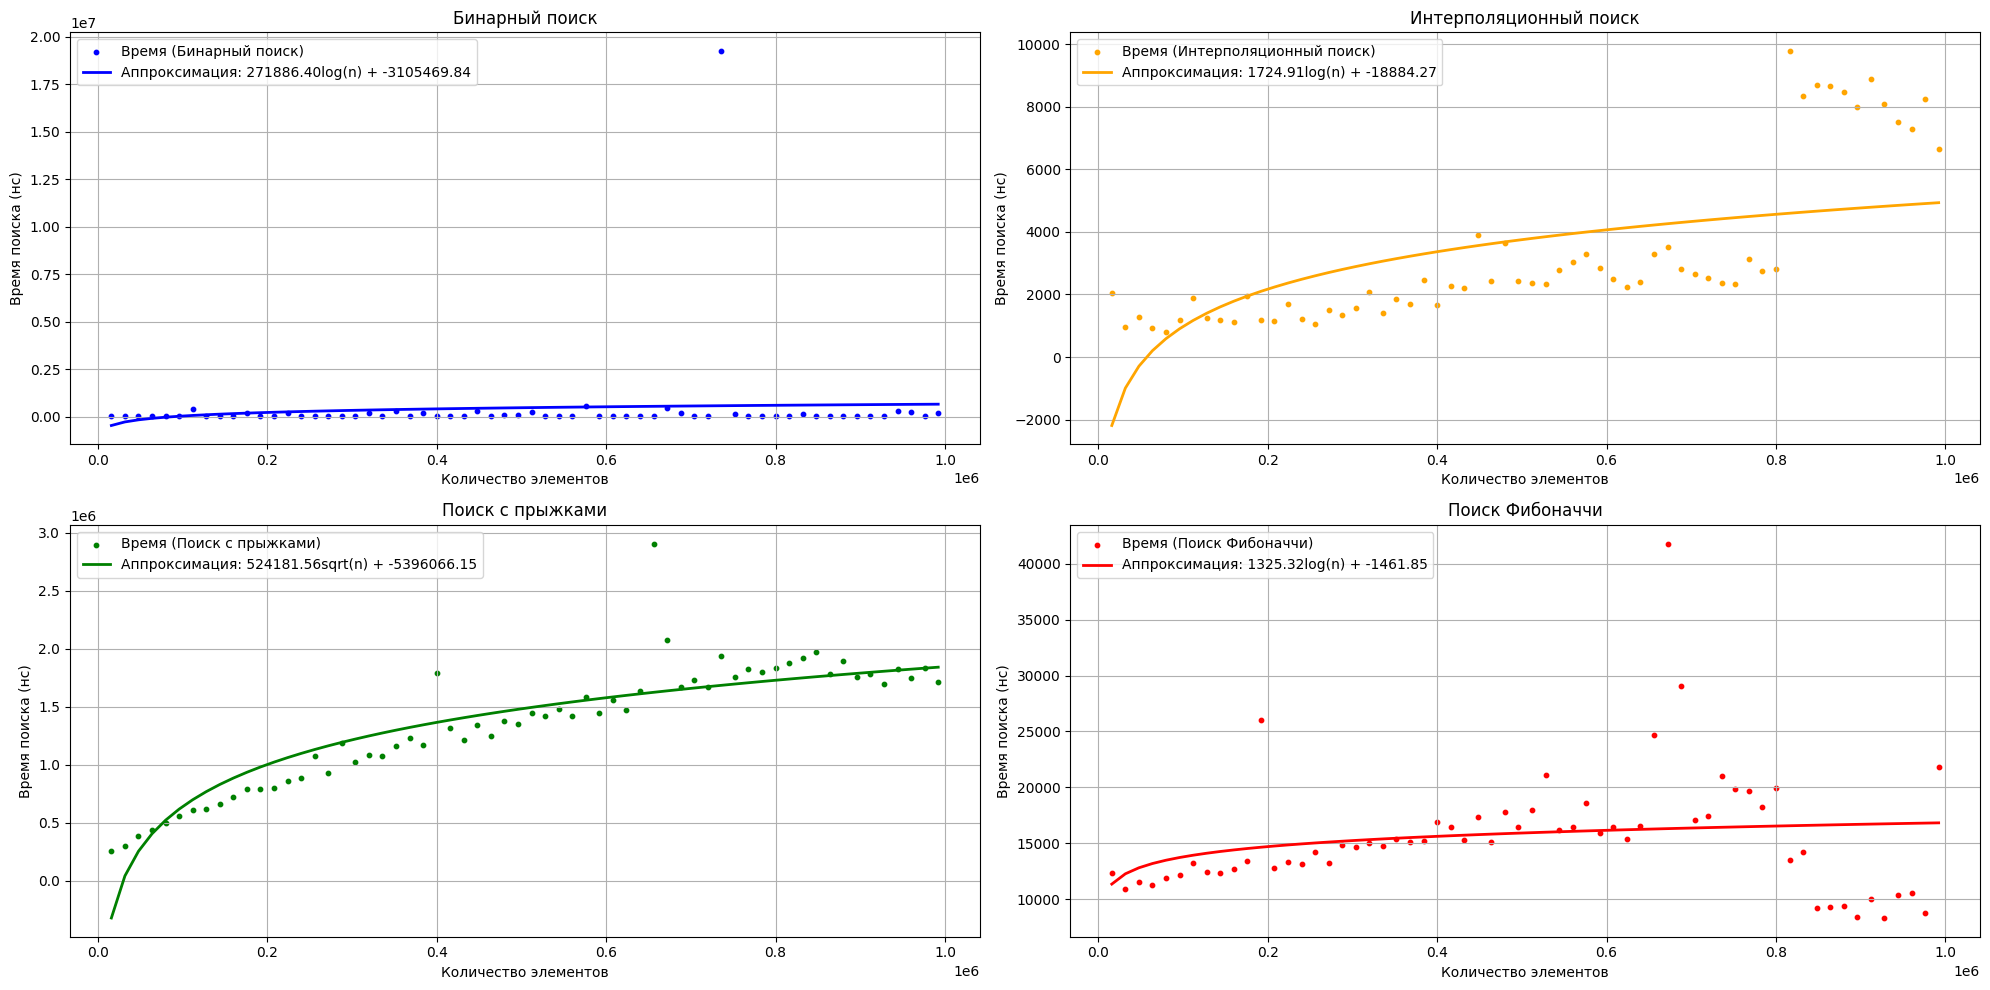 Бинарный поиск
1e7
2.00
1.75
1.50
1.25
1.00
0.75
0.50
0.25
0.00
Время поиска (нс)
Время (Бинарный поиск)
Аппроксимация: 271886.40log(n) + -3105469.84
0.0 0.2 0.4 0.6 0.8 1.0
1e6
Количество элементов
Интерполяционный поиск
10000
8000
6000
4000
2000
0
−2000
Время поиска (нс)
Время (Интерполяционный поиск)
Аппроксимация: 1724.91log(n) + -18884.27
0.0 0.2 0.4 0.6 0.8 1.0
1e6
Количество элементов
Поиск с прыжками
1e6
3.0
2.5
2.0
1.5
1.0
0.5
0.0
Время поиска (нс)
Время (Поиск с прыжками)
Аппроксимация: 524181.56sqrt(n) + -5396066.15
0.0 0.2 0.4 0.6 0.8 1.0
1e6
Количество элементов
Поиск Фибоначчи
40000
35000
30000
25000
20000
15000
10000
Время поиска (нс)
Время (Поиск Фибоначчи)
Аппроксимация: 1325.32log(n) + -1461.85
0.0 0.2 0.4 0.6 0.8 1.0
1e6
Количество элементов